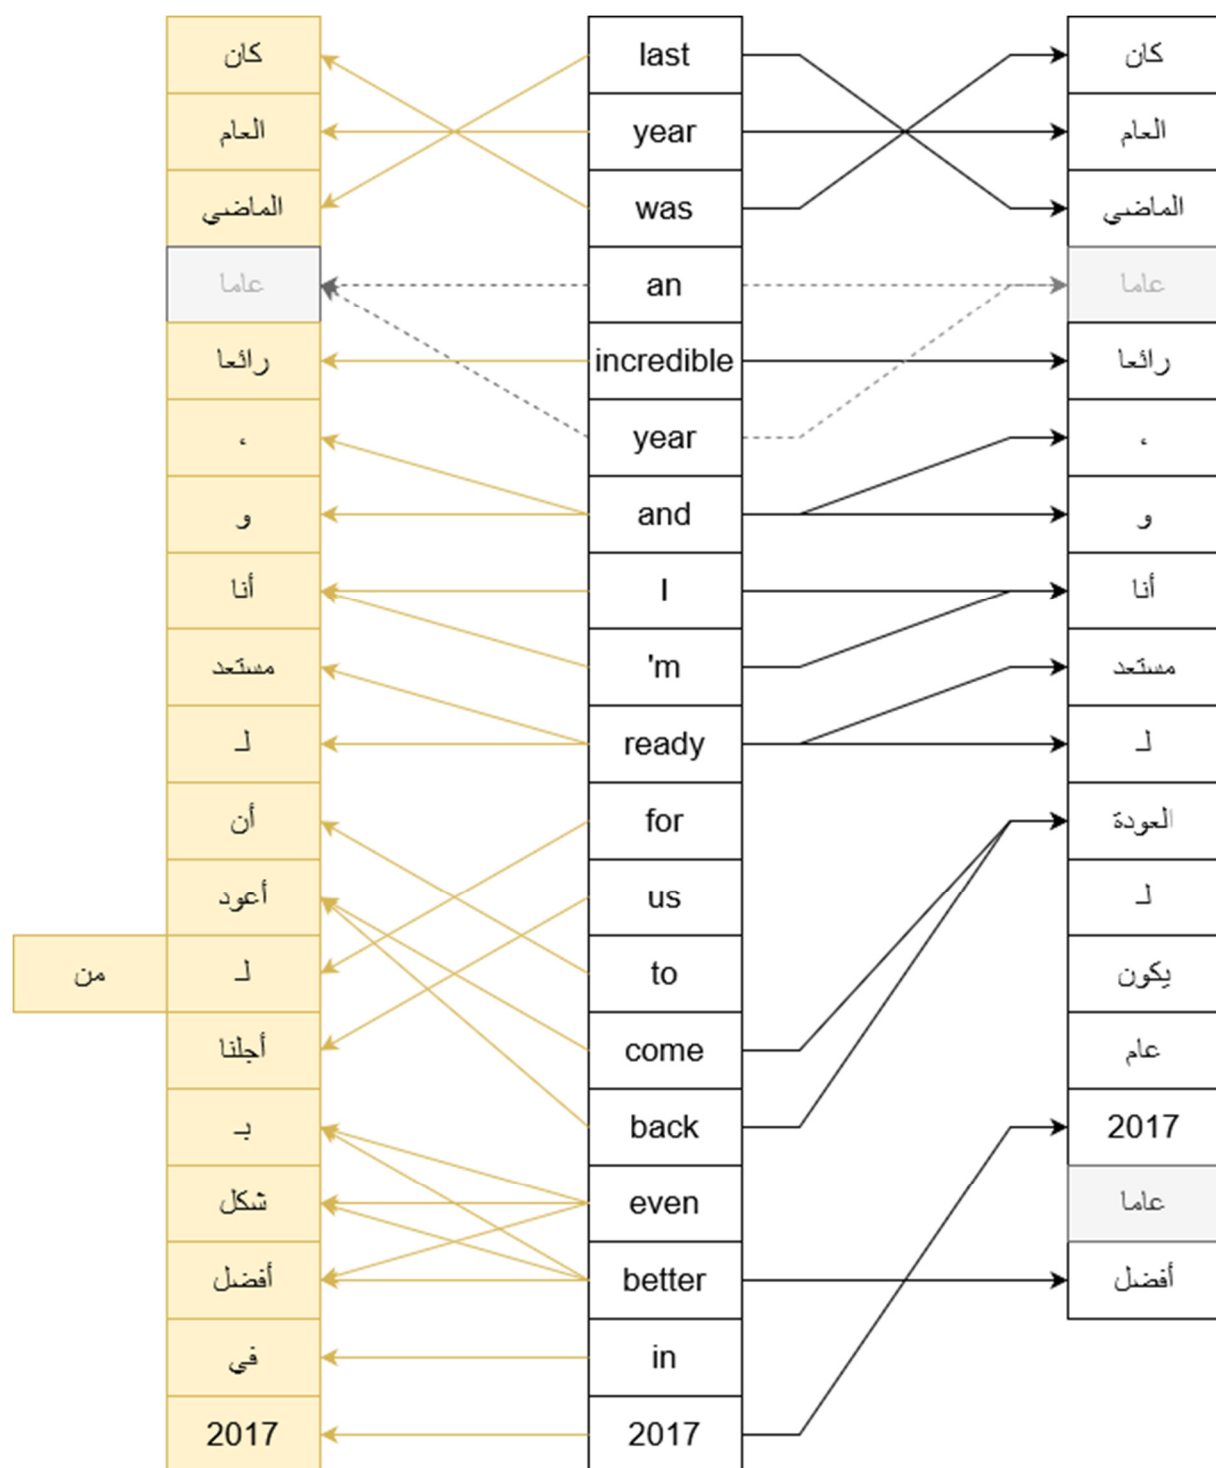 كان last كان
العام year العام
الماضي was الماضي
عاما an عاما
رائعا incredible رائعا
، year ،
و and و
أنا I أنا
مستعد 'm مستعد
لـ ready لـ
أن for العودة
أعود us لـ
من لـ to يكون
أجلنا come عام
بـ back 2017
شكل even عاما
أفضل better أفضل
في in
2017 2017